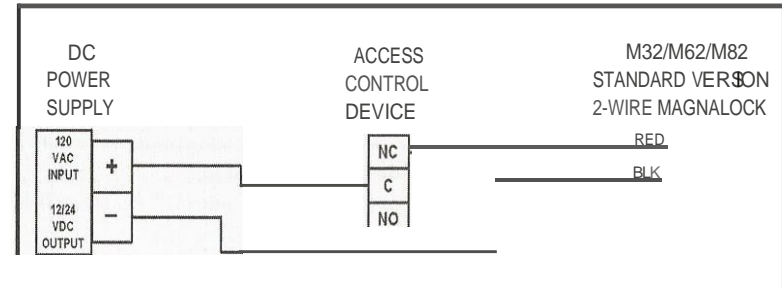 DC
POWER
SUPPLY
ACCESS
CONTROL
DEVICE
M32/M62/M82
STANDARD VERSION
2-WIRE MAGNALOCK
120
VAC
INPUT
+
12/24
VDC
OUTPUT
−
NC
C
NO
RED
BLK